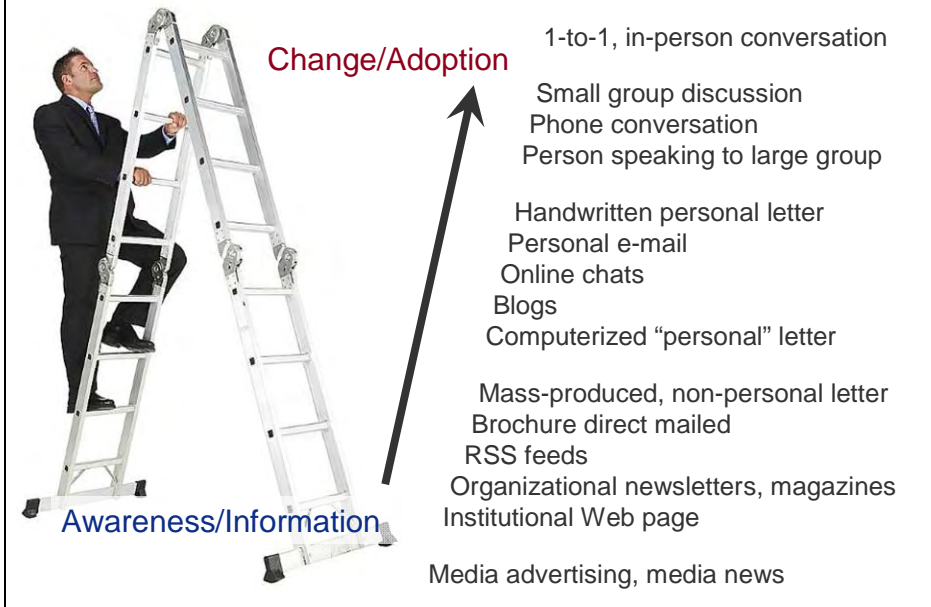 Change/Adoption
1-to-1, in-person conversation
Small group discussion
Phone conversation
Person speaking to large group
Handwritten personal letter
Personal e-mail
Online chats
Blogs
Computerized “personal” letter
Mass-produced, non-personal letter
Brochure direct mailed
RSS feeds
Organizational newsletters, magazines
Awareness/Information
Institutional Web page
Media advertising, media news